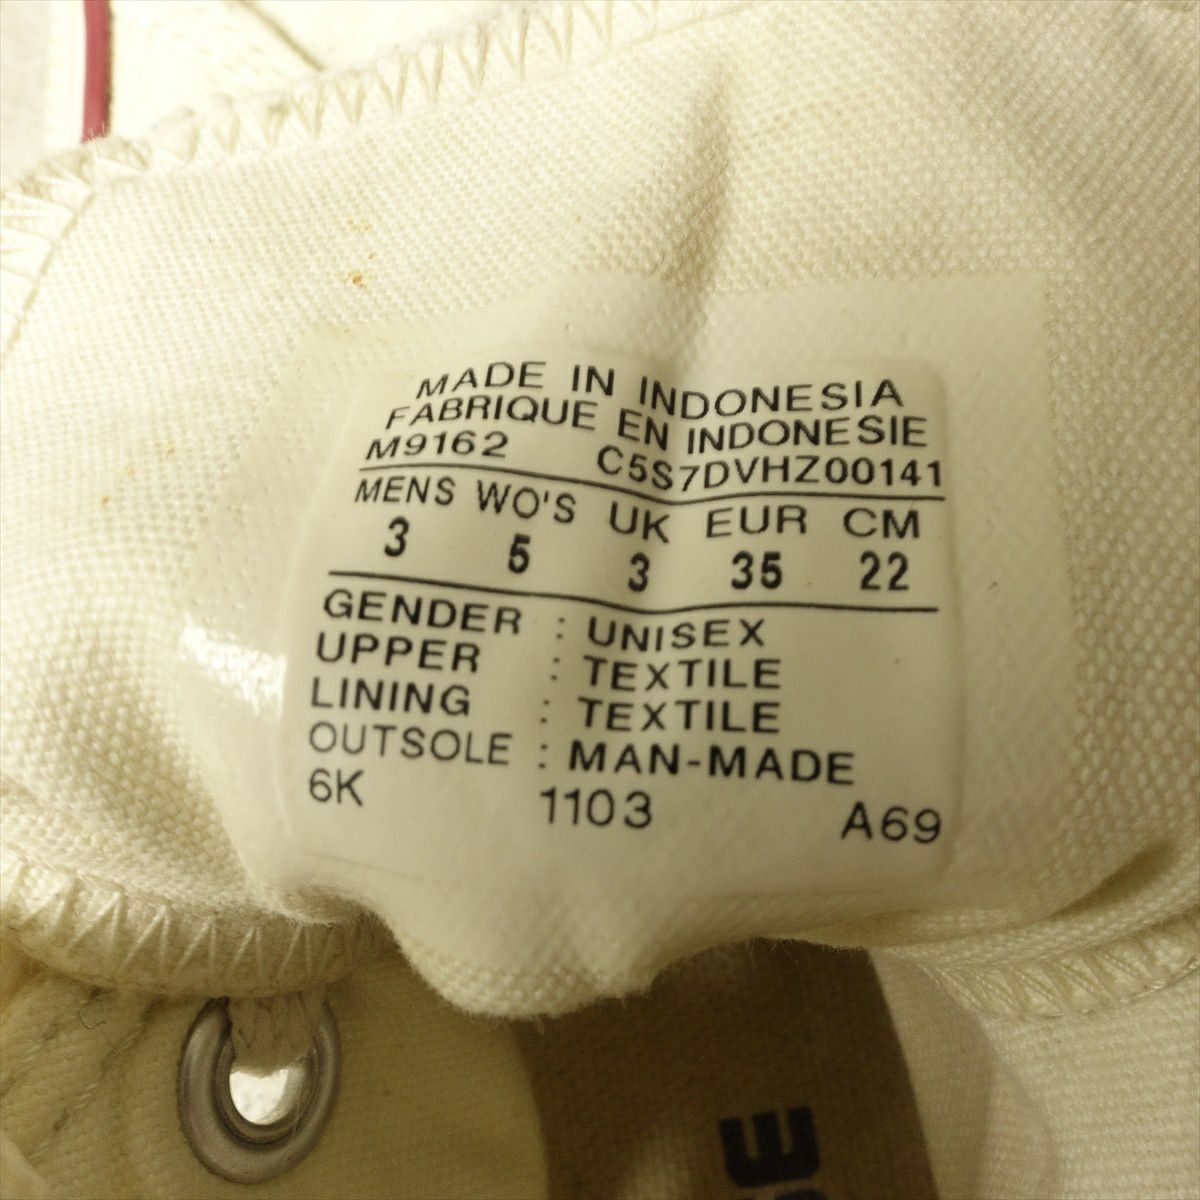 MADE IN INDONESIA
FABRIQUE EN INDONESIE
M9162 C5S7DVHZ00141
MENS WO'S UK EUR CM
3 5 3 35 22
GENDER : UNISEX
UPPER : TEXTILE
LINING : TEXTILE
OUTSOLE : MAN-MADE
6K 1103 A69